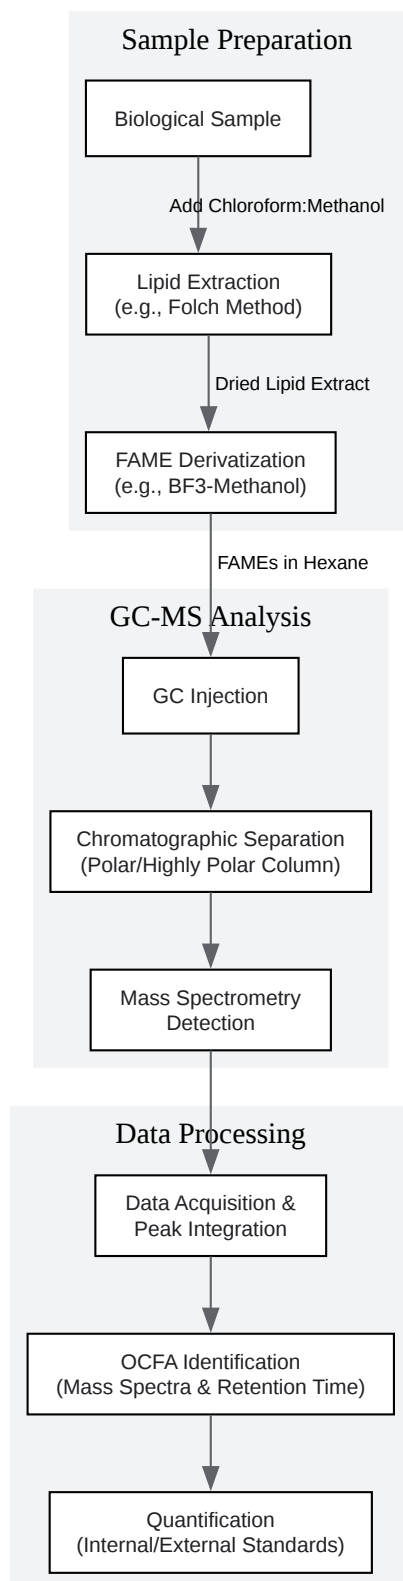 Sample Preparation
Biological Sample
Add Chloroform:Methanol
Lipid Extraction
(e.g., Folch Method)
Dried Lipid Extract
FAME Derivatization
(e.g., BF3-Methanol)
FAMEs in Hexane
GC-MS Analysis
GC Injection
Chromatographic Separation
(Polar/Highly Polar Column)
Mass Spectrometry
Detection
Data Processing
Data Acquisition &
Peak Integration
OCFA Identification
(Mass Spectra & Retention Time)
Quantification
(Internal/External Standards)